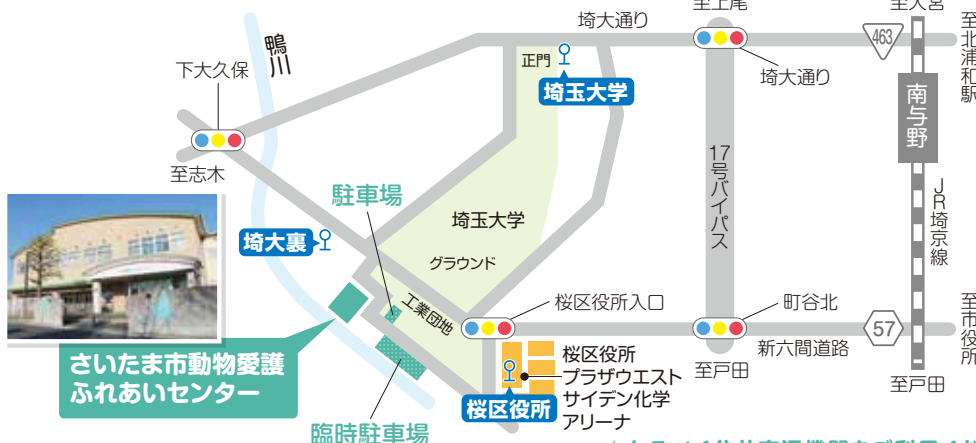 至上尾
至大宮
埼大通り
463
至北浦和駅
鴨川
正門
下大久保
埼玉大学
埼大通り
南与野
至志木
17号バイパス
駐車場
JR埼京線
埼玉大学
埼大裏
グラウンド
工業団地
桜区役所入口
町谷北
57
至市役所
新六間道路
さいたま市動物愛護
ふれあいセンター
桜区役所
プラザウエスト
サイデン化学
アリーナ
至戸田
至戸田
桜区役所
臨時駐車場